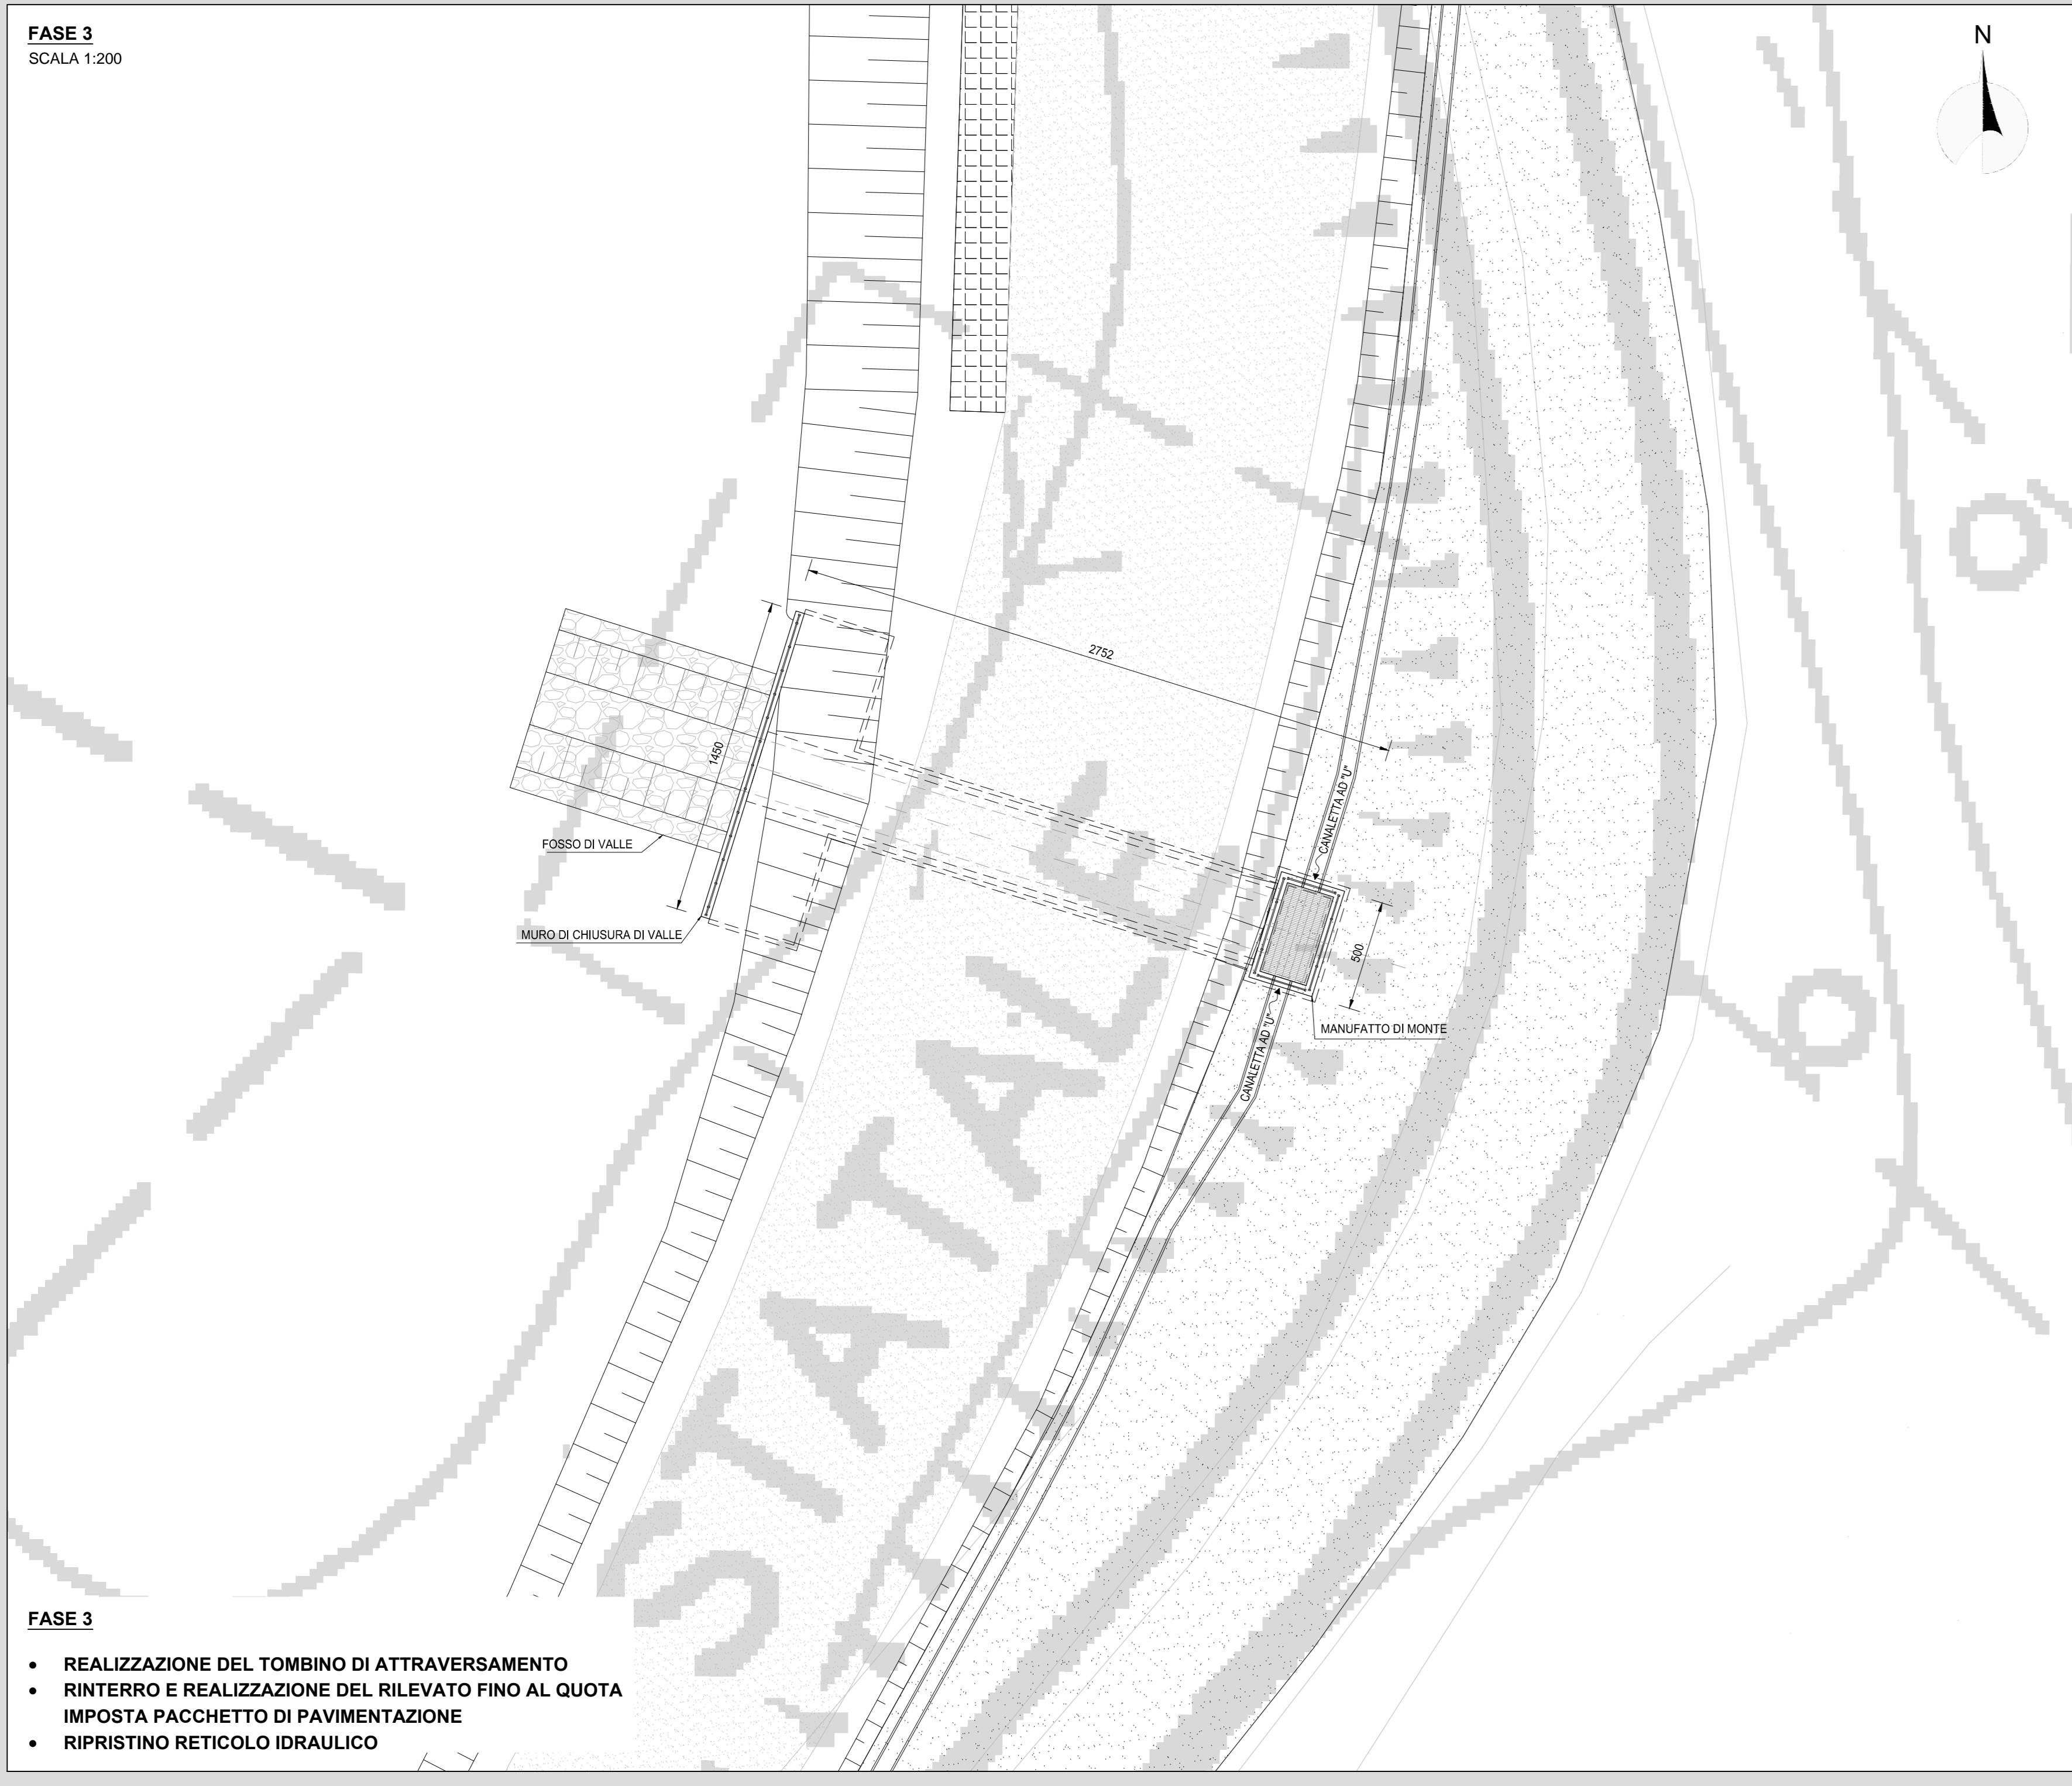 FASE 3
SCALA 1:200
N
2752
1450
CANALETTA AD "U"
FOSSO DI VALLE
MURO DI CHIUSURA DI VALLE
500
MANUFATTO DI MONTE
CANALETTA AD "U"
STATALE
FASE 3
• REALIZZAZIONE DEL TOMBINO DI ATTRAVERSAMENTO
• RINTERRO E REALIZZAZIONE DEL RILEVATO FINO AL QUOTA
IMPOSTA PACCHETTO DI PAVIMENTAZIONE
• RIPRISTINO RETICOLO IDRAULICO